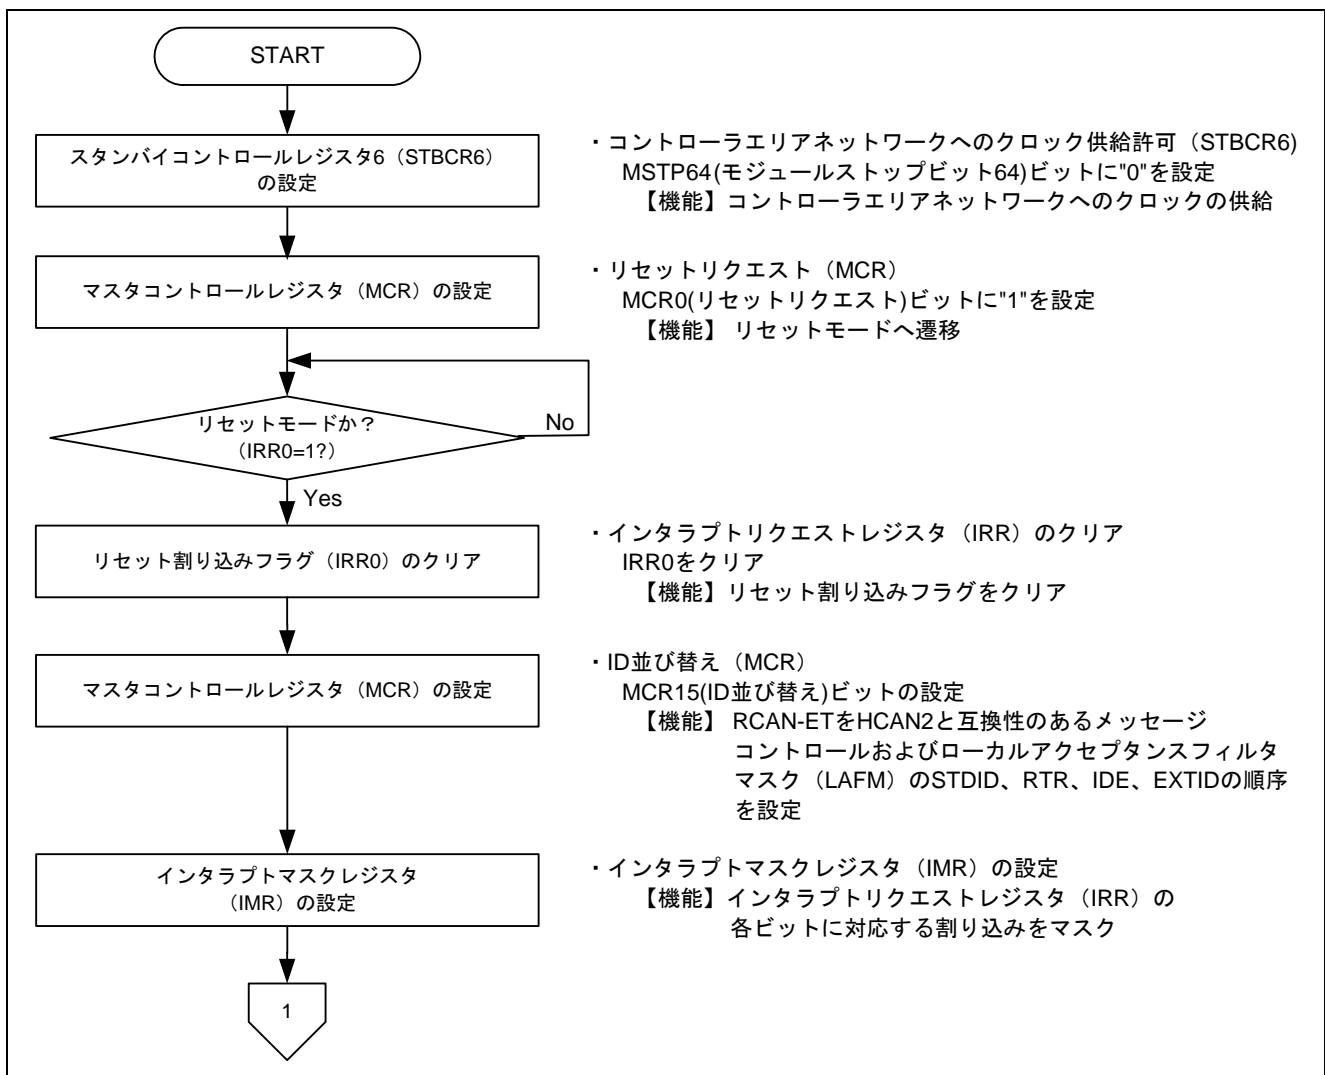 START
スタンバイコントロールレジスタ6（STBCR6）
の設定
・コントローラエリアネットワークへのクロック供給許可（STBCR6)
MSTP64(モジュールストップビット64)ビットに"0"を設定
【機能】コントローラエリアネットワークへのクロックの供給
マスタコントロールレジスタ（MCR）の設定
・リセットリクエスト（MCR）
MCR0(リセットリクエスト)ビットに"1"を設定
【機能】 リセットモードへ遷移
リセットモードか？
（IRR0=1?）
No
Yes
リセット割り込みフラグ（IRR0）のクリア
・インタラプトリクエストレジスタ（IRR）のクリア
IRR0をクリア
【機能】リセット割り込みフラグをクリア
マスタコントロールレジスタ（MCR）の設定
・ID並び替え（MCR）
MCR15(ID並び替え)ビットの設定
【機能】 RCAN-ETをHCAN2と互換性のあるメッセージ
コントロールおよびローカルアクセプタンスフィルタ
マスク（LAFM）のSTDID、RTR、IDE、EXTIDの順序
を設定
インタラプトマスクレジスタ
（IMR）の設定
・インタラプトマスクレジスタ（IMR）の設定
【機能】インタラプトリクエストレジスタ（IRR）の
各ビットに対応する割り込みをマスク
1